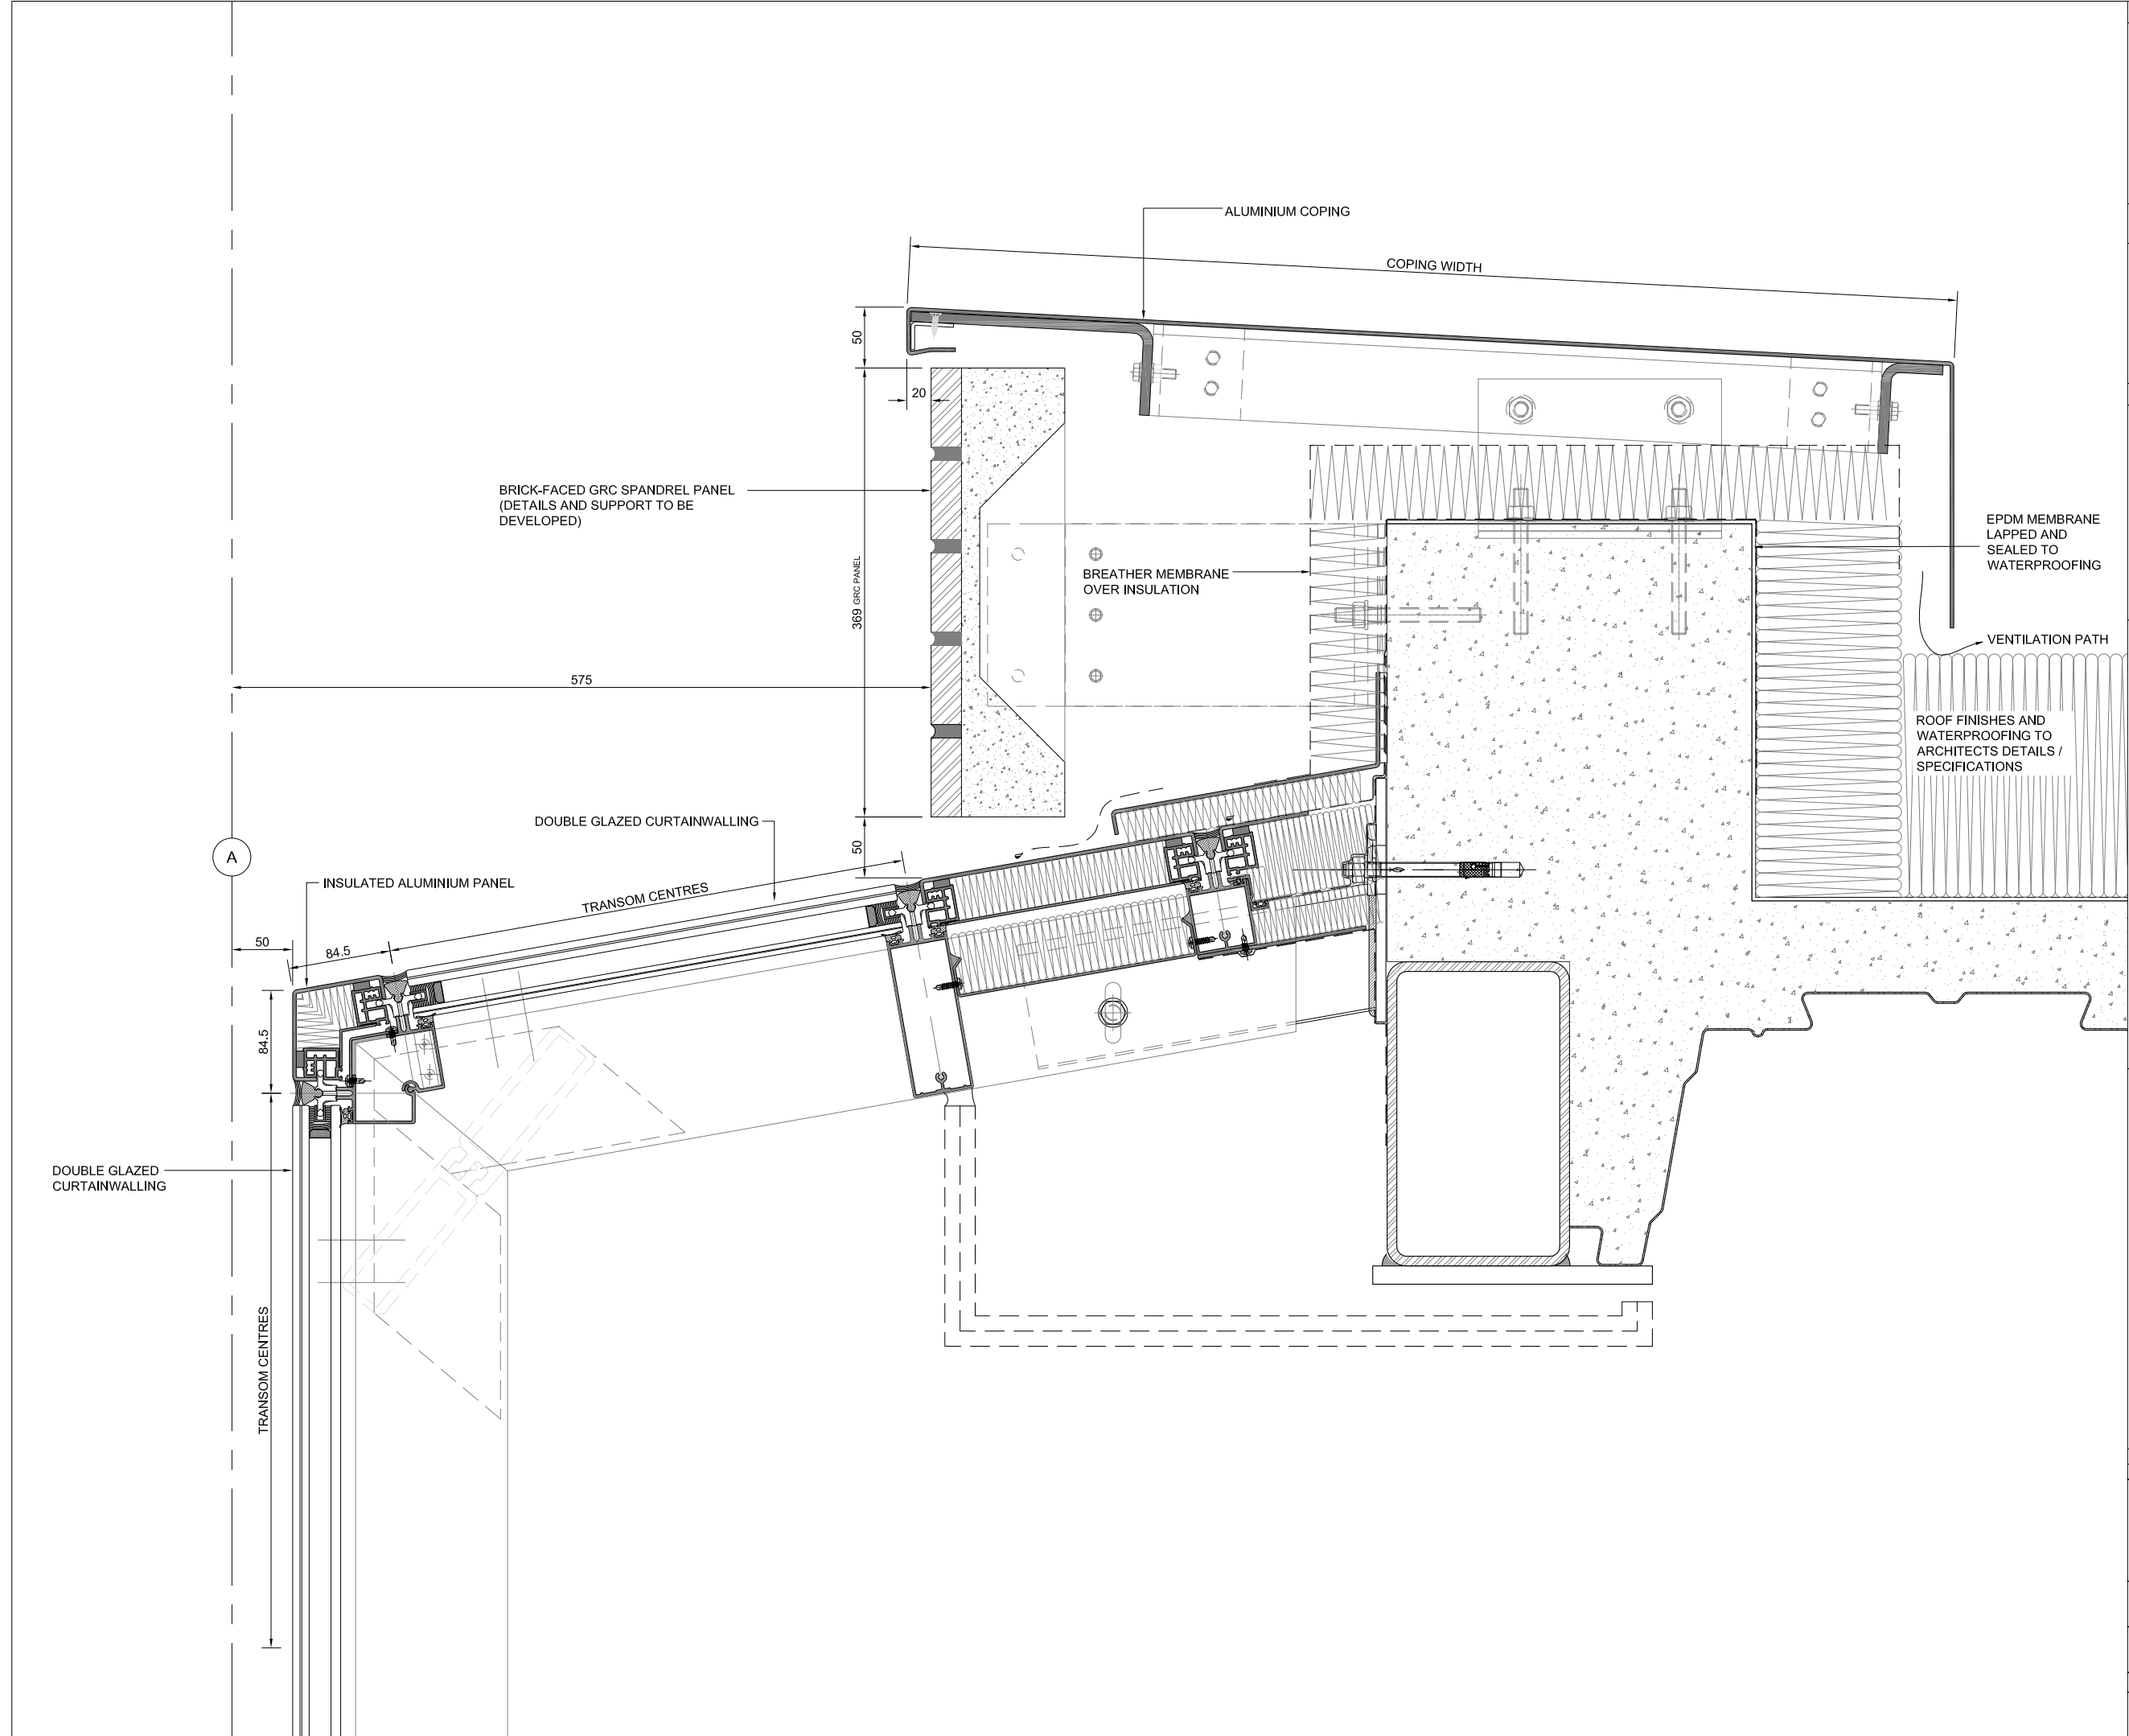 ALUMINIUM COPING
COPING WIDTH
50
20
BRICK-FACED GRC SPANDREL PANEL
(DETAILS AND SUPPORT TO BE
DEVELOPED)
EPDM MEMBRANE
LAPPED AND
SEALED TO
WATERPROOFING
BREATHER MEMBRANE
OVER INSULATION
369 GRC PANEL
VENTILATION PATH
575
ROOF FINISHES AND
WATERPROOFING TO
ARCHITECTS DETAILS /
SPECIFICATIONS
DOUBLE GLAZED CURTAINWALLING
50
A
INSULATED ALUMINIUM PANEL
TRANSOM CENTRES
50
84.5
84.5
DOUBLE GLAZED
CURTAINWALLING
TRANSOM CENTRES